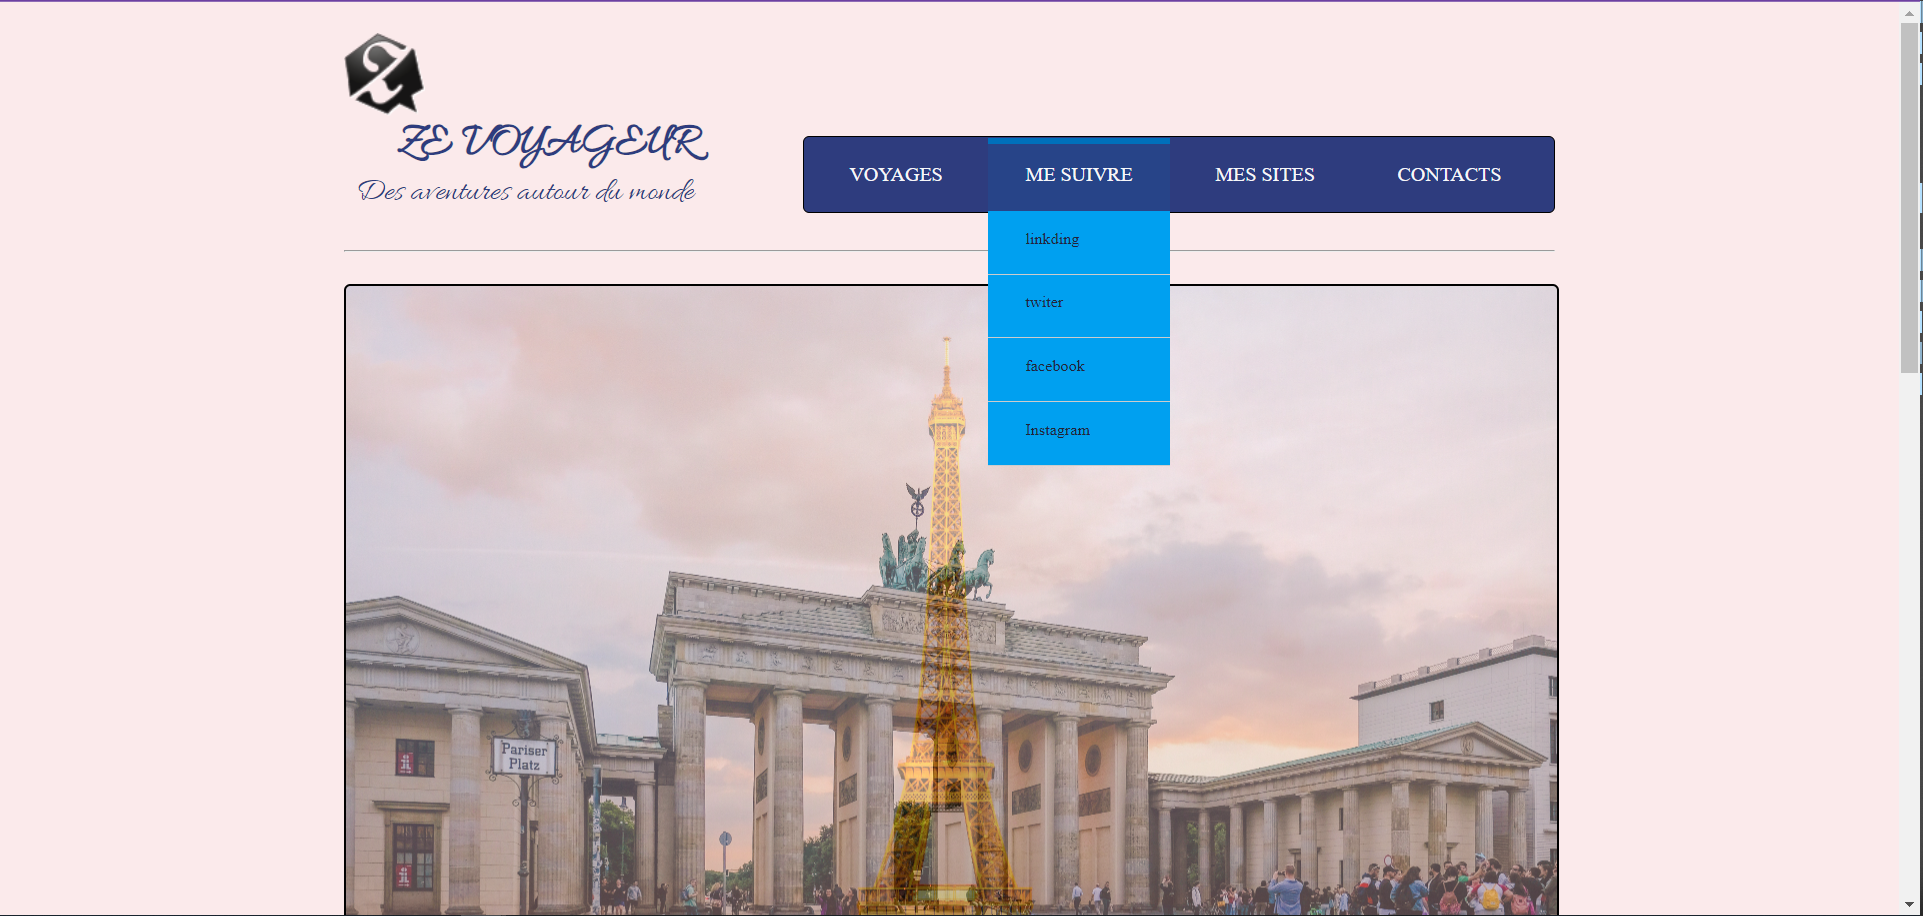 ZE VOYAGEUR
Des aventures autour du monde
VOYAGES
ME SUIVRE
MES SITES
CONTACTS
linkding
twiter
facebook
Instagram
Pariser
Platz